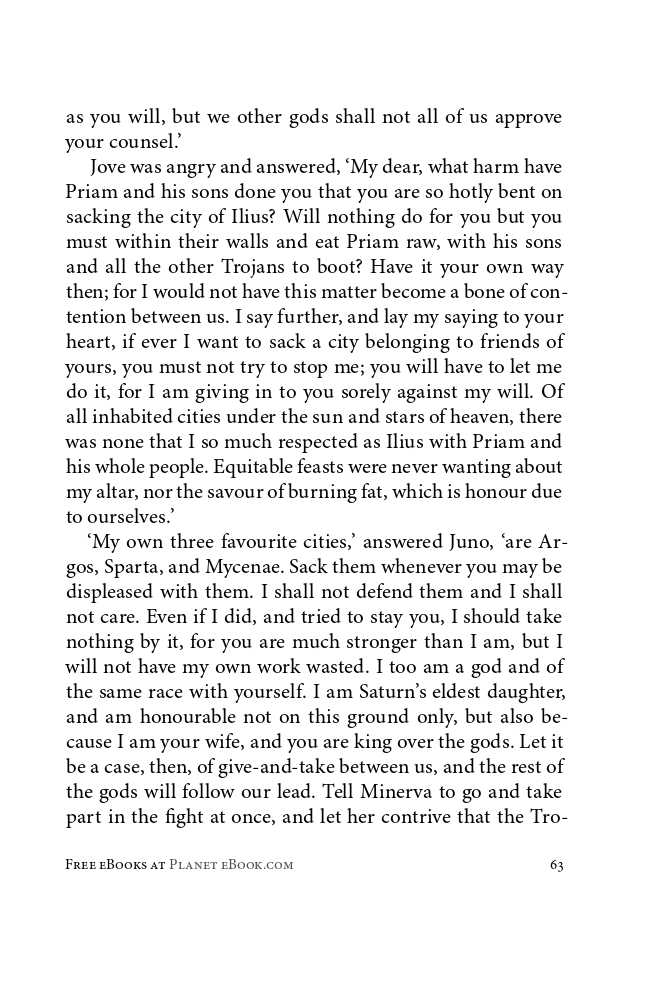 as you will, but we other gods shall not all of us approve
your counsel.’
Jove was angry and answered, ‘My dear, what harm have
Priam and his sons done you that you are so hotly bent on
sacking the city of Ilius? Will nothing do for you but you
must within their walls and eat Priam raw, with his sons
and all the other Trojans to boot? Have it your own way
then; for I would not have this matter become a bone of con-
tention between us. I say further, and lay my saying to your
heart, if ever I want to sack a city belonging to friends of
yours, you must not try to stop me; you will have to let me
do it, for I am giving in to you sorely against my will. Of
all inhabited cities under the sun and stars of heaven, there
was none that I so much respected as Ilius with Priam and
his whole people. Equitable feasts were never wanting about
my altar, nor the savour of burning fat, which is honour due
to ourselves.’
‘My own three favourite cities,’ answered Juno, ‘are Ar-
gos, Sparta, and Mycenae. Sack them whenever you may be
displeased with them. I shall not defend them and I shall
not care. Even if I did, and tried to stay you, I should take
nothing by it, for you are much stronger than I am, but I
will not have my own work wasted. I too am a god and of
the same race with yourself. I am Saturn’s eldest daughter,
and am honourable not on this ground only, but also be-
cause I am your wife, and you are king over the gods. Let it
be a case, then, of give-and-take between us, and the rest of
the gods will follow our lead. Tell Minerva to go and take
part in the fight at once, and let her contrive that the Tro-
Free eBooks at Planet eBook.com 63